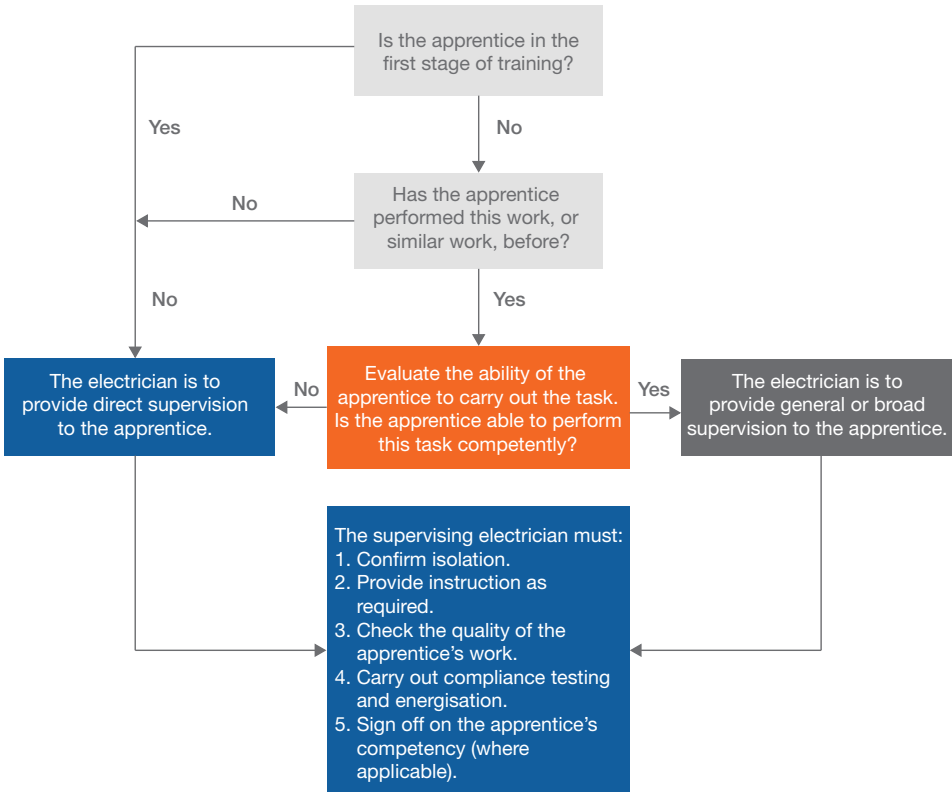 Is the apprentice in the
first stage of training?
Yes
No
Has the apprentice
performed this work, or
similar work, before?
No
No
Yes
The electrician is to
provide direct supervision
to the apprentice.
No
Evaluate the ability of the
apprentice to carry out the task.
Is the apprentice able to perform
this task competently?
Yes
The electrician is to
provide general or broad
supervision to the apprentice.
The supervising electrician must:
1. Confirm isolation.
2. Provide instruction as
required.
3. Check the quality of the
apprentice’s work.
4. Carry out compliance testing
and energisation.
5. Sign off on the apprentice’s
competency (where
applicable).